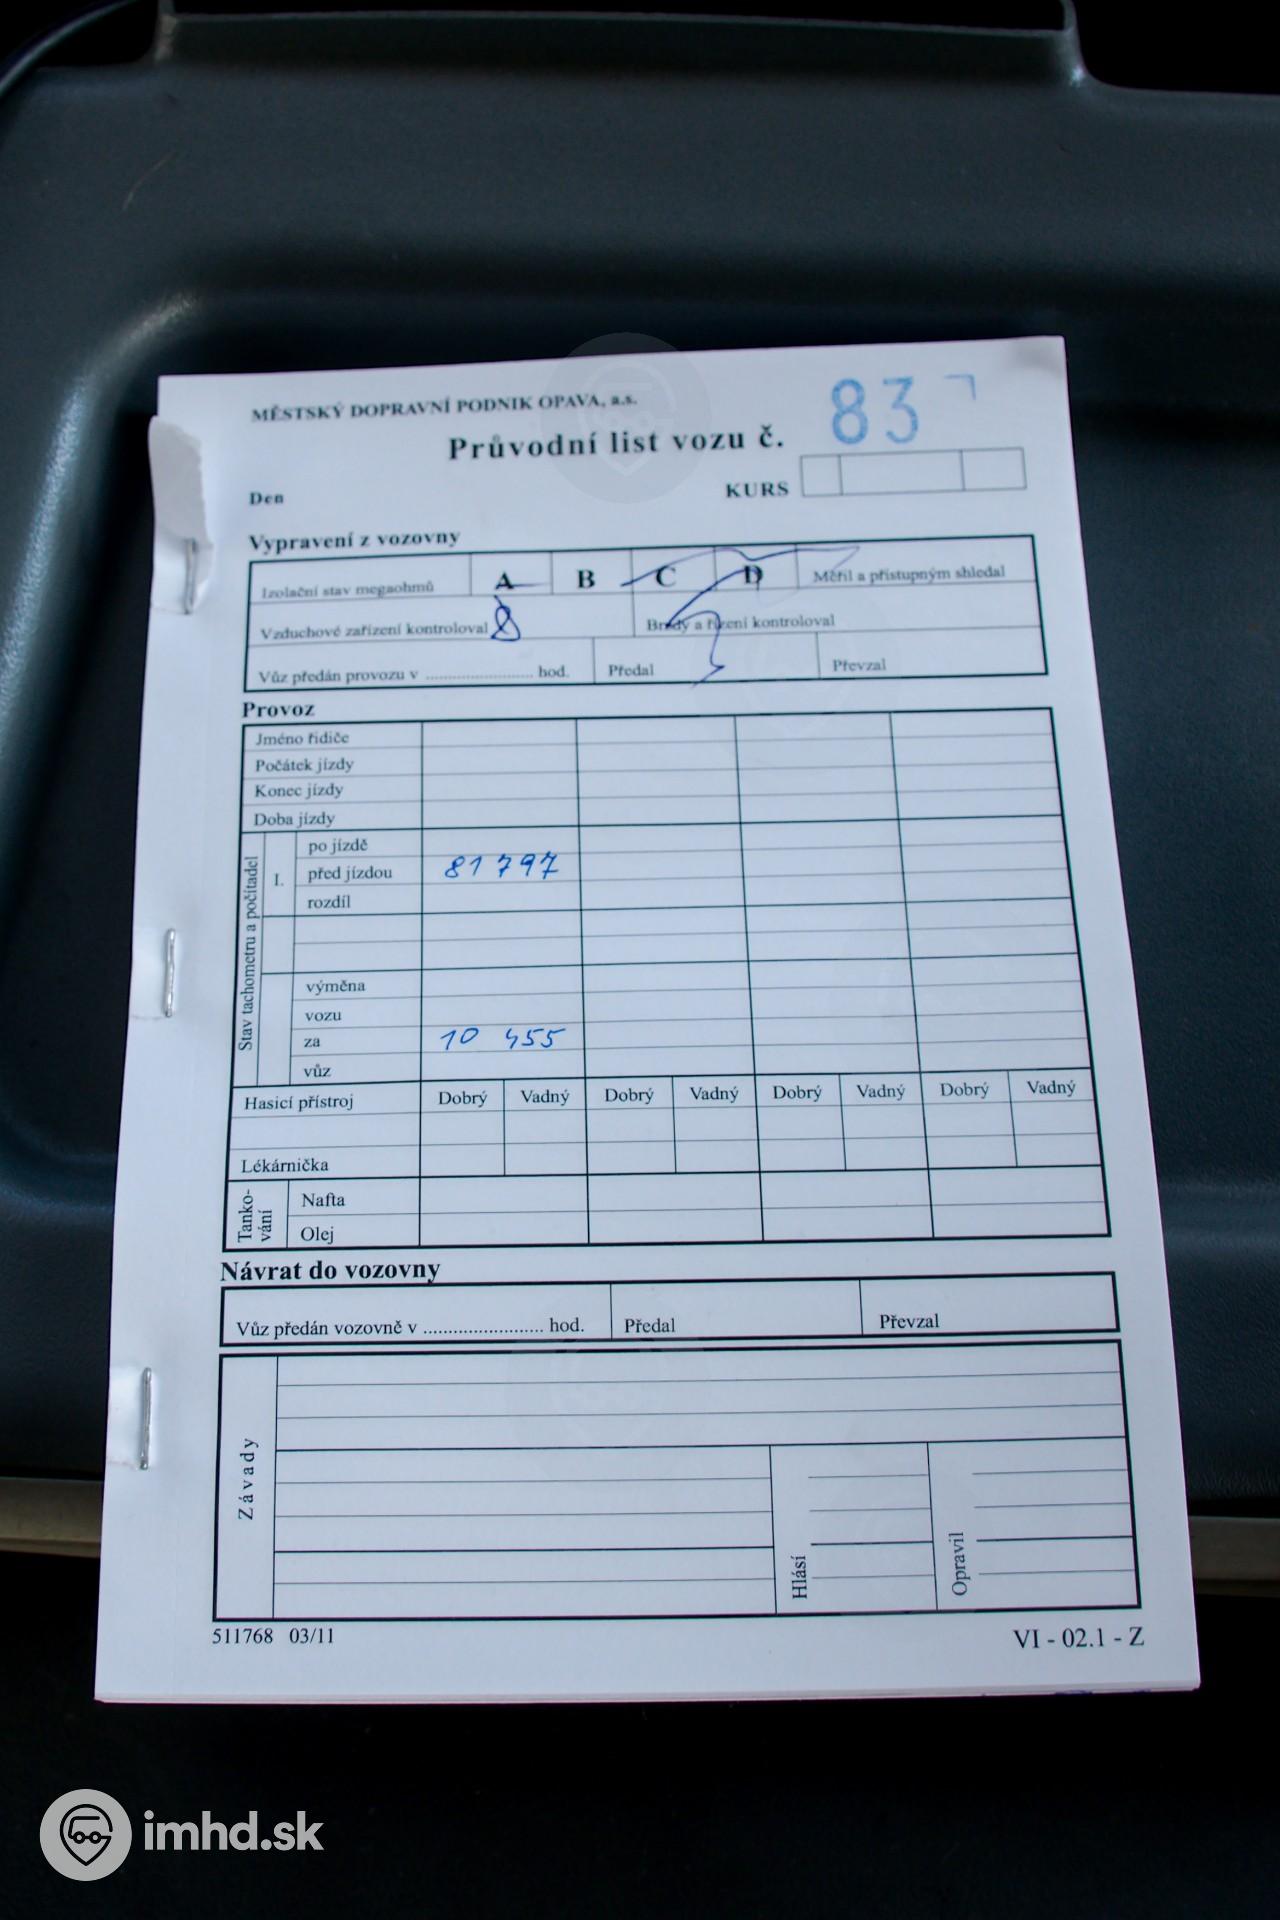 MĚSTSKÝ DOPRAVNÍ PODNIK OPAVA, a.s.
Průvodní list vozu č. 83
Den KURS
Vypravení z vozovny
Izolační stav megaohmů A B C D Měřil a přístupným shledal
Vzduchové zařízení kontroloval Brzdy a řízení kontroloval
Vůz předán provozu v ........................ hod. Předal Převzal
Provoz
Jméno řidiče
Počátek jízdy
Konec jízdy
Doba jízdy
Stav tachometru a počítadel
I.
po jízdě
před jízdou 81 797
rozdíl
výměna
vozu
za 10 455
vůz
Hasicí přístroj Dobrý Vadný Dobrý Vadný Dobrý Vadný Dobrý Vadný
Lékárnička
Tanko-
vání
Nafta
Olej
Návrat do vozovny
Vůz předán vozovně v ........................ hod. Předal Převzal
Závady
Hlásí
Opravil
511768 03/11 VI - 02.1 - Z
imhd.sk